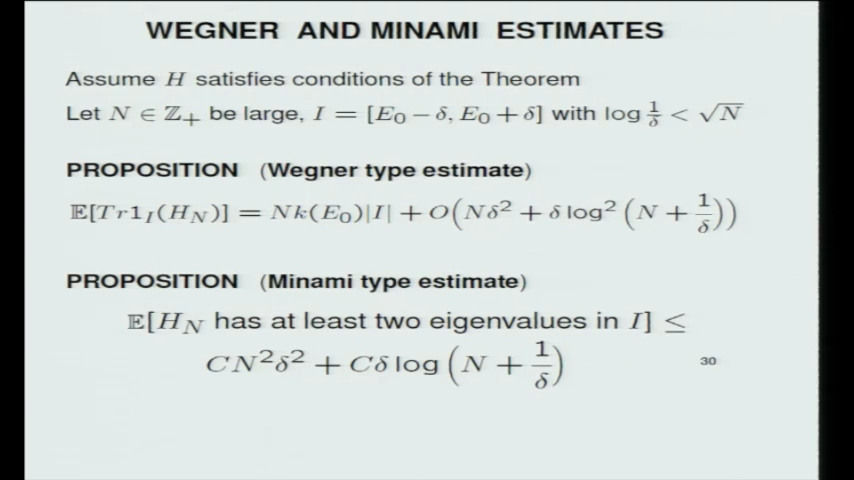 WEGNER AND MINAMI ESTIMATES
Assume H satisfies conditions of the Theorem
Let N ∈ ℤ₊ be large, I = [E₀ − δ, E₀ + δ] with log 1/δ < √N
PROPOSITION (Wegner type estimate)
𝔼[Tr1_I(H_N)] = Nk(E₀)|I| + O(Nδ² + δ log² (N + 1/δ))
PROPOSITION (Minami type estimate)
𝔼[H_N has at least two eigenvalues in I] ≤
CN²δ² + Cδ log (N + 1/δ)
30